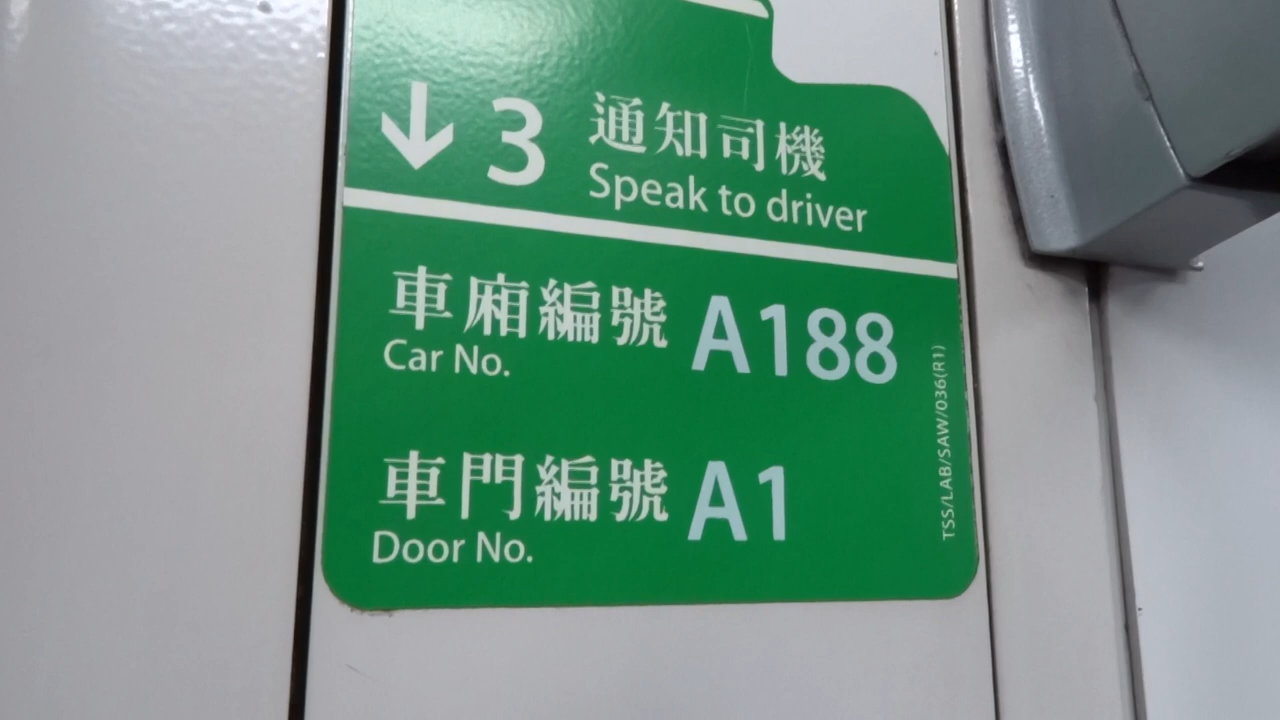 ↓ 3 通知司機
Speak to driver
車廂編號 A188
Car No.
車門編號 A1
Door No.
TSS/LAB/SAW/036(R1)